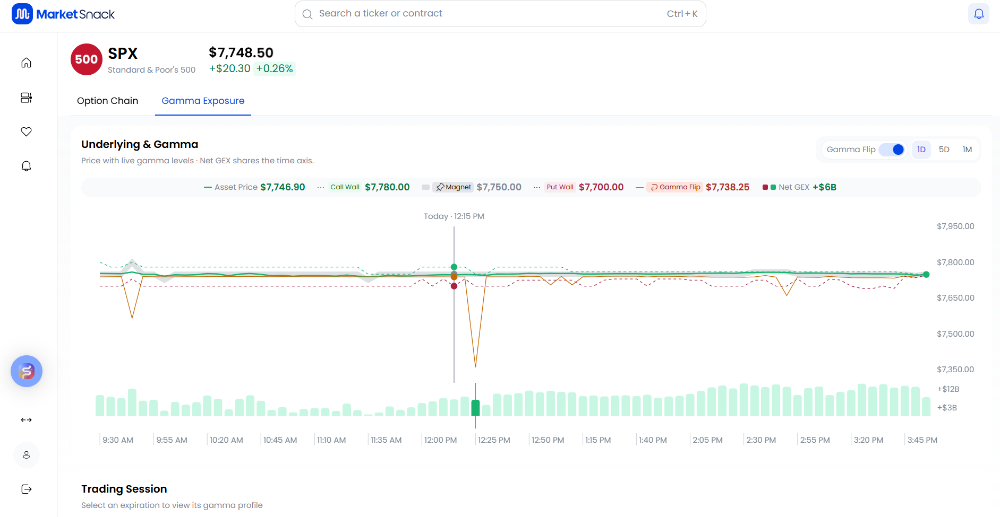 MarketSnack
Search a ticker or contract
Ctrl + K
500
SPX
Standard & Poor's 500
$7,748.50
+$20.30 +0.26%
Option Chain
Gamma Exposure
Underlying & Gamma
Price with live gamma levels · Net GEX shares the time axis.
Gamma Flip
1D
5D
1M
Asset Price $7,746.90
Call Wall $7,780.00
Magnet $7,750.00
Put Wall $7,700.00
Gamma Flip $7,738.25
Net GEX +$6B
Today · 12:15 PM
$7,950.00
$7,800.00
$7,650.00
$7,500.00
$7,350.00
+$12B
+$3B
9:30 AM
9:55 AM
10:20 AM
10:45 AM
11:10 AM
11:35 AM
12:00 PM
12:25 PM
12:50 PM
1:15 PM
1:40 PM
2:05 PM
2:30 PM
2:55 PM
3:20 PM
3:45 PM
Trading Session
Select an expiration to view its gamma profile